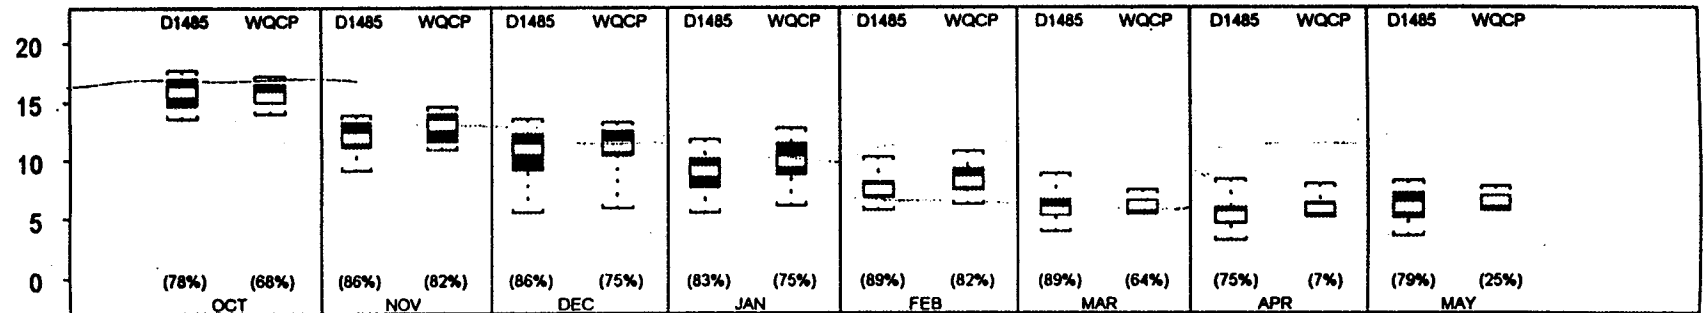 D1485 WQCP D1485 WQCP D1485 WQCP D1485 WQCP D1485 WQCP D1485 WQCP D1485 WQCP D1485 WQCP
20
15
10
5
0
(78%) (68%) (86%) (82%) (86%) (75%) (83%) (75%) (89%) (82%) (89%) (64%) (75%) (7%) (79%) (25%)
OCT NOV DEC JAN FEB MAR APR MAY